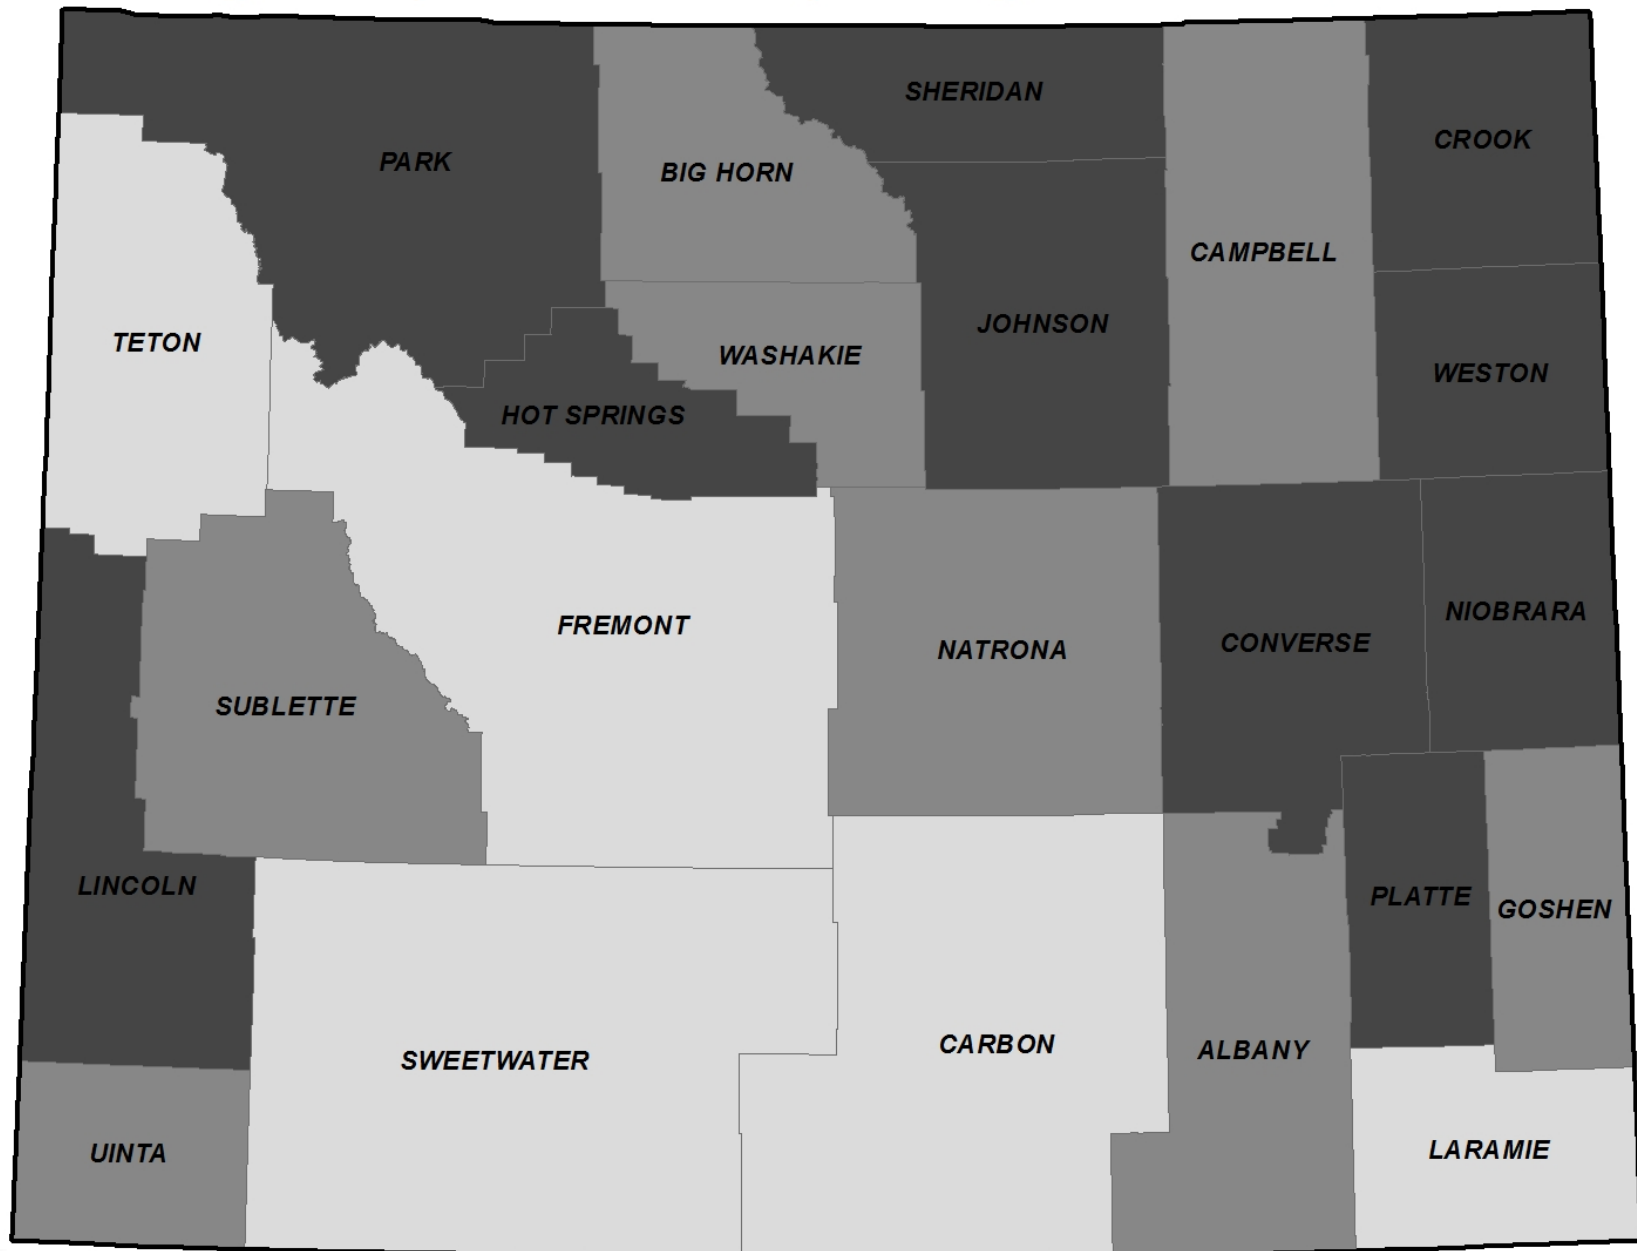 SHERIDAN
CROOK
PARK
BIG HORN
CAMPBELL
JOHNSON
TETON
WASHAKIE
WESTON
HOT SPRINGS
NIOBRARA
FREMONT
CONVERSE
NATRONA
SUBLETTE
LINCOLN
PLATTE
GOSHEN
CARBON
ALBANY
SWEETWATER
LARAMIE
UINTA